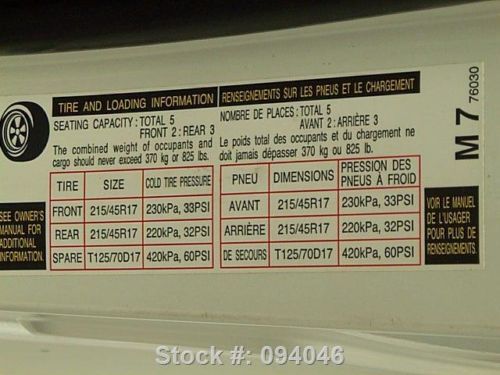 TIRE AND LOADING INFORMATION
SEATING CAPACITY : TOTAL 5
FRONT 2 : REAR 3
The combined weight of occupants and
cargo should never exceed 370 kg or 825 lbs.
TIRE SIZE COLD TIRE PRESSURE
FRONT 215/45R17 230kPa, 33PSI
REAR 215/45R17 220kPa, 32PSI
SPARE T125/70D17 420kPa, 60PSI
SEE OWNER'S
MANUAL FOR
ADDITIONAL
INFORMATION
RENSEIGNEMENTS SUR LES PNEUS ET LE CHARGEMENT
NOMBRE DE PLACES : TOTAL 5
AVANT 2 : ARRIÈRE 3
Le poids total des occupants et du chargement ne
doit jamais dépasser 370 kg ou 825 lb.
PNEU DIMENSIONS PRESSION DES
PNEUS À FROID
AVANT 215/45R17 230kPa, 33PSI
ARRIÈRE 215/45R17 220kPa, 32PSI
DE SECOURS T125/70D17 420kPa, 60PSI
VOIR LE MANUEL
DE L'USAGER
POUR PLUS DE
RENSEIGNEMENTS.
M 7 76030
Stock #: 094046